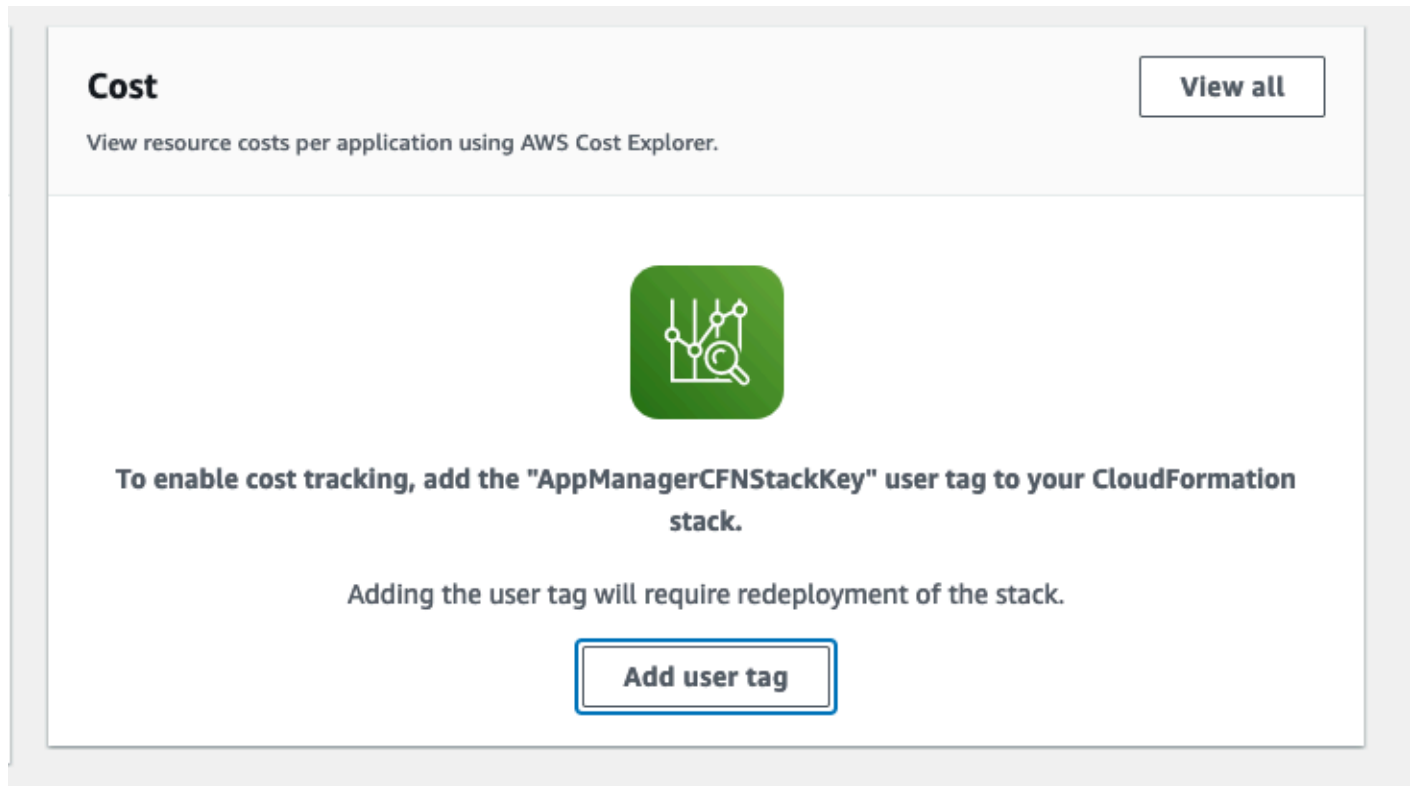 Cost
View all
View resource costs per application using AWS Cost Explorer.
To enable cost tracking, add the "AppManagerCFNStackKey" user tag to your CloudFormation
stack.
Adding the user tag will require redeployment of the stack.
Add user tag